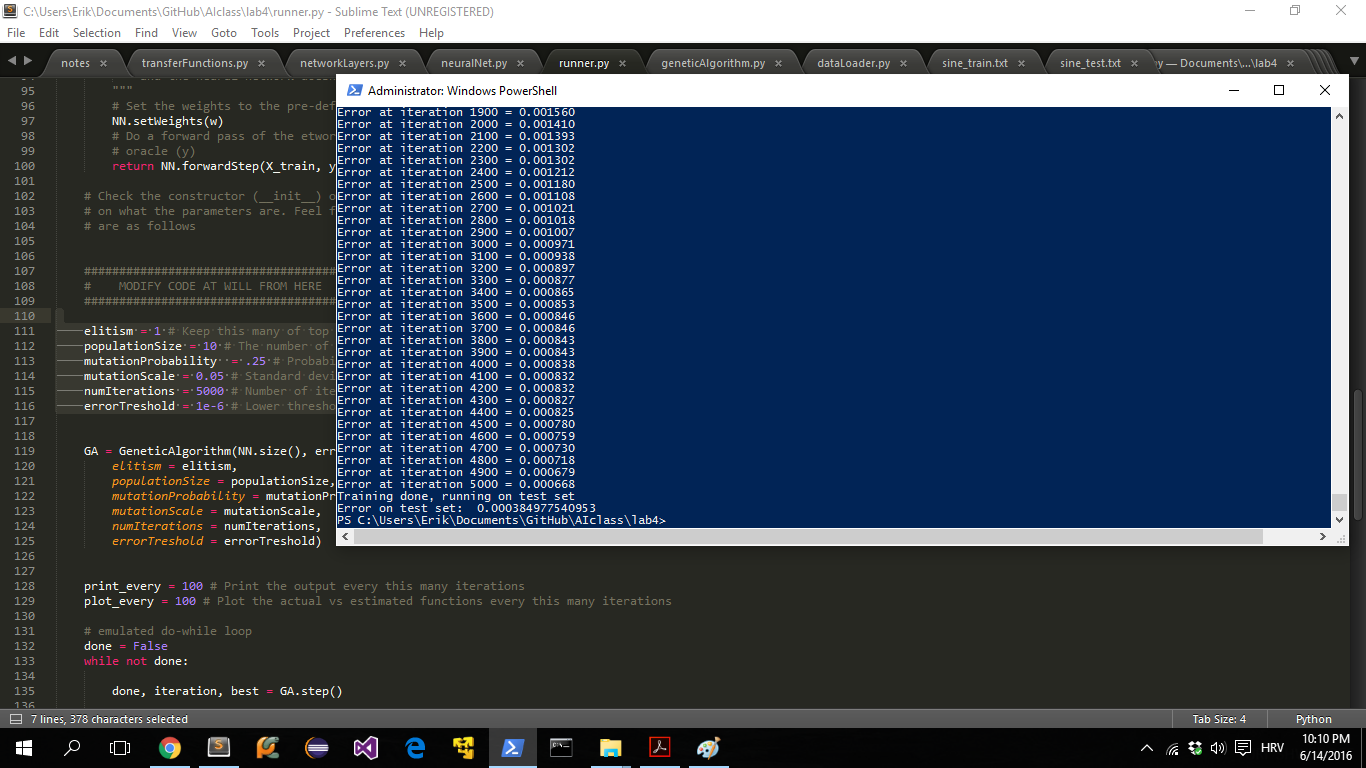 C:\Users\Erik\Documents\GitHub\AIclass\lab4\runner.py - Sublime Text (UNREGISTERED)
File Edit Selection Find View Goto Tools Project Preferences Help
notes × transferFunctions.py × networkLayers.py × neuralNet.py × runner.py × geneticAlgorithm.py × dataLoader.py × sine_train.txt × sine_test.txt × — Documents\...\lab4 ×
Administrator: Windows PowerShell
95 """
96 # Set the weights to the pre-def
97 NN.setWeights(w)
98 # Do a forward pass of the etwor
99 # oracle (y)
100 return NN.forwardStep(X_train, y
101
102 # Check the constructor (__init__) o
103 # on what the parameters are. Feel f
104 # are as follows
105
106
107 ####################################
108 # MODIFY CODE AT WILL FROM HERE
109 ####################################
110
111 elitism = 1 # Keep this many of top
112 populationSize = 10 # The number of
113 mutationProbability = .25 # Probabi
114 mutationScale = 0.05 # Standard devi
115 numIterations = 5000 # Number of ite
116 errorTreshold = 1e-6 # Lower thresho
117
118
119 GA = GeneticAlgorithm(NN.size(), err
120 elitism = elitism,
121 populationSize = populationSize,
122 mutationProbability = mutationPr
123 mutationScale = mutationScale,
124 numIterations = numIterations,
125 errorTreshold = errorTreshold)
126
127
128 print_every = 100 # Print the output every this many iterations
129 plot_every = 100 # Plot the actual vs estimated functions every this many iterations
130
131 # emulated do-while loop
132 done = False
133 while not done:
134
135 done, iteration, best = GA.step()
136
Error at iteration 1900 = 0.001560
Error at iteration 2000 = 0.001410
Error at iteration 2100 = 0.001393
Error at iteration 2200 = 0.001302
Error at iteration 2300 = 0.001302
Error at iteration 2400 = 0.001212
Error at iteration 2500 = 0.001180
Error at iteration 2600 = 0.001108
Error at iteration 2700 = 0.001021
Error at iteration 2800 = 0.001018
Error at iteration 2900 = 0.001007
Error at iteration 3000 = 0.000971
Error at iteration 3100 = 0.000938
Error at iteration 3200 = 0.000897
Error at iteration 3300 = 0.000877
Error at iteration 3400 = 0.000865
Error at iteration 3500 = 0.000853
Error at iteration 3600 = 0.000846
Error at iteration 3700 = 0.000846
Error at iteration 3800 = 0.000843
Error at iteration 3900 = 0.000843
Error at iteration 4000 = 0.000838
Error at iteration 4100 = 0.000832
Error at iteration 4200 = 0.000832
Error at iteration 4300 = 0.000827
Error at iteration 4400 = 0.000825
Error at iteration 4500 = 0.000780
Error at iteration 4600 = 0.000759
Error at iteration 4700 = 0.000730
Error at iteration 4800 = 0.000718
Error at iteration 4900 = 0.000679
Error at iteration 5000 = 0.000668
Training done, running on test set
Error on test set: 0.000384977540953
PS C:\Users\Erik\Documents\GitHub\AIclass\lab4>
7 lines, 378 characters selected Tab Size: 4 Python
HRV 10:10 PM
6/14/2016